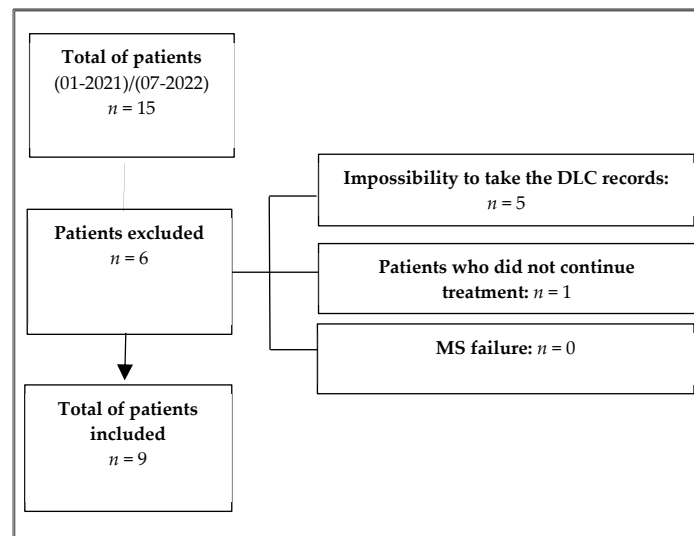 Total of patients
(01-2021)/(07-2022)
n = 15
Patients excluded
n = 6
Impossibility to take the DLC records:
n = 5
Patients who did not continue
treatment: n = 1
MS failure: n = 0
Total of patients
included
n = 9